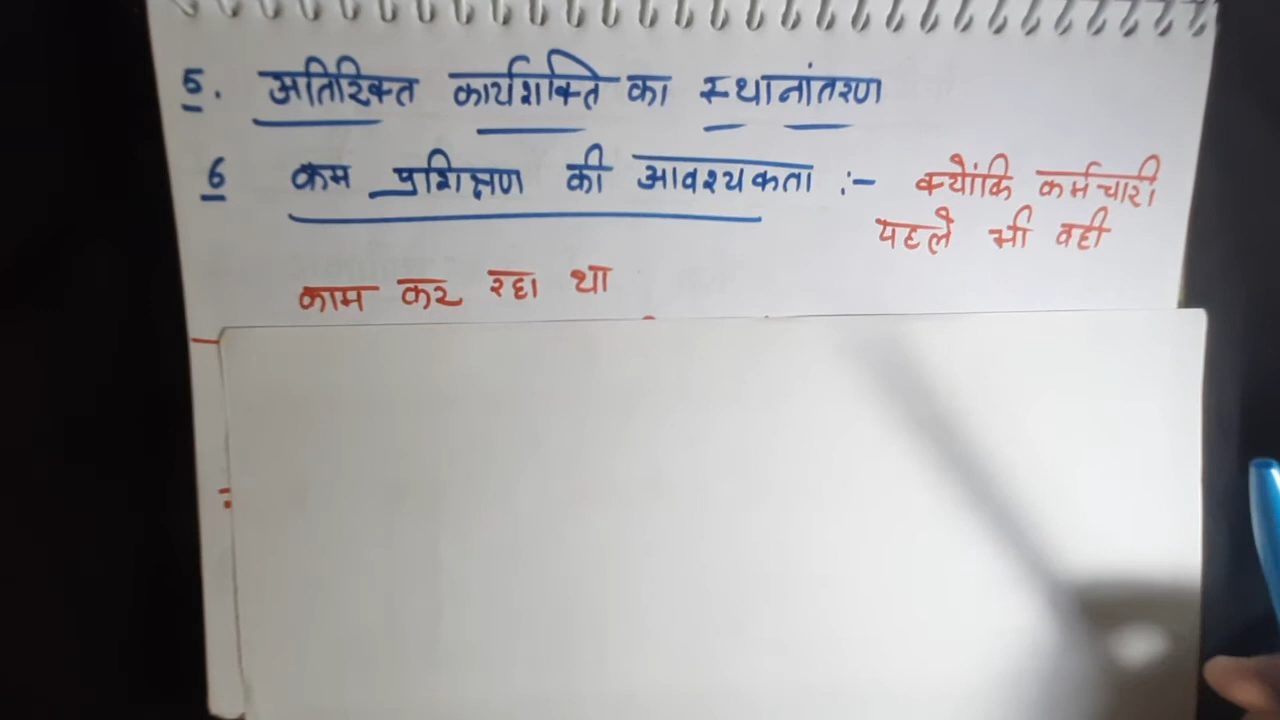 5. अतिरिक्त कार्यशक्ति का स्थानांतरण
6 कम प्रशिक्षण की आवश्यकता :- क्योंकि कर्मचारी
पहले भी वही
काम कर रहा था